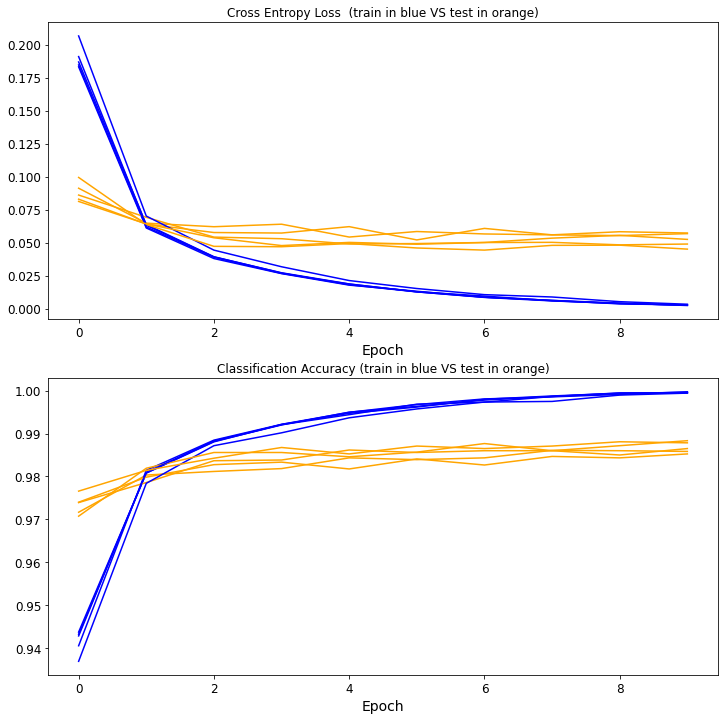 Cross Entropy Loss  (train in blue VS test in orange)
0.200
0.175
0.150
0.125
0.100
0.075
0.050
0.025
0.000
0 2 4 6 8
Epoch
Classification Accuracy (train in blue VS test in orange)
1.00
0.99
0.98
0.97
0.96
0.95
0.94
0 2 4 6 8
Epoch